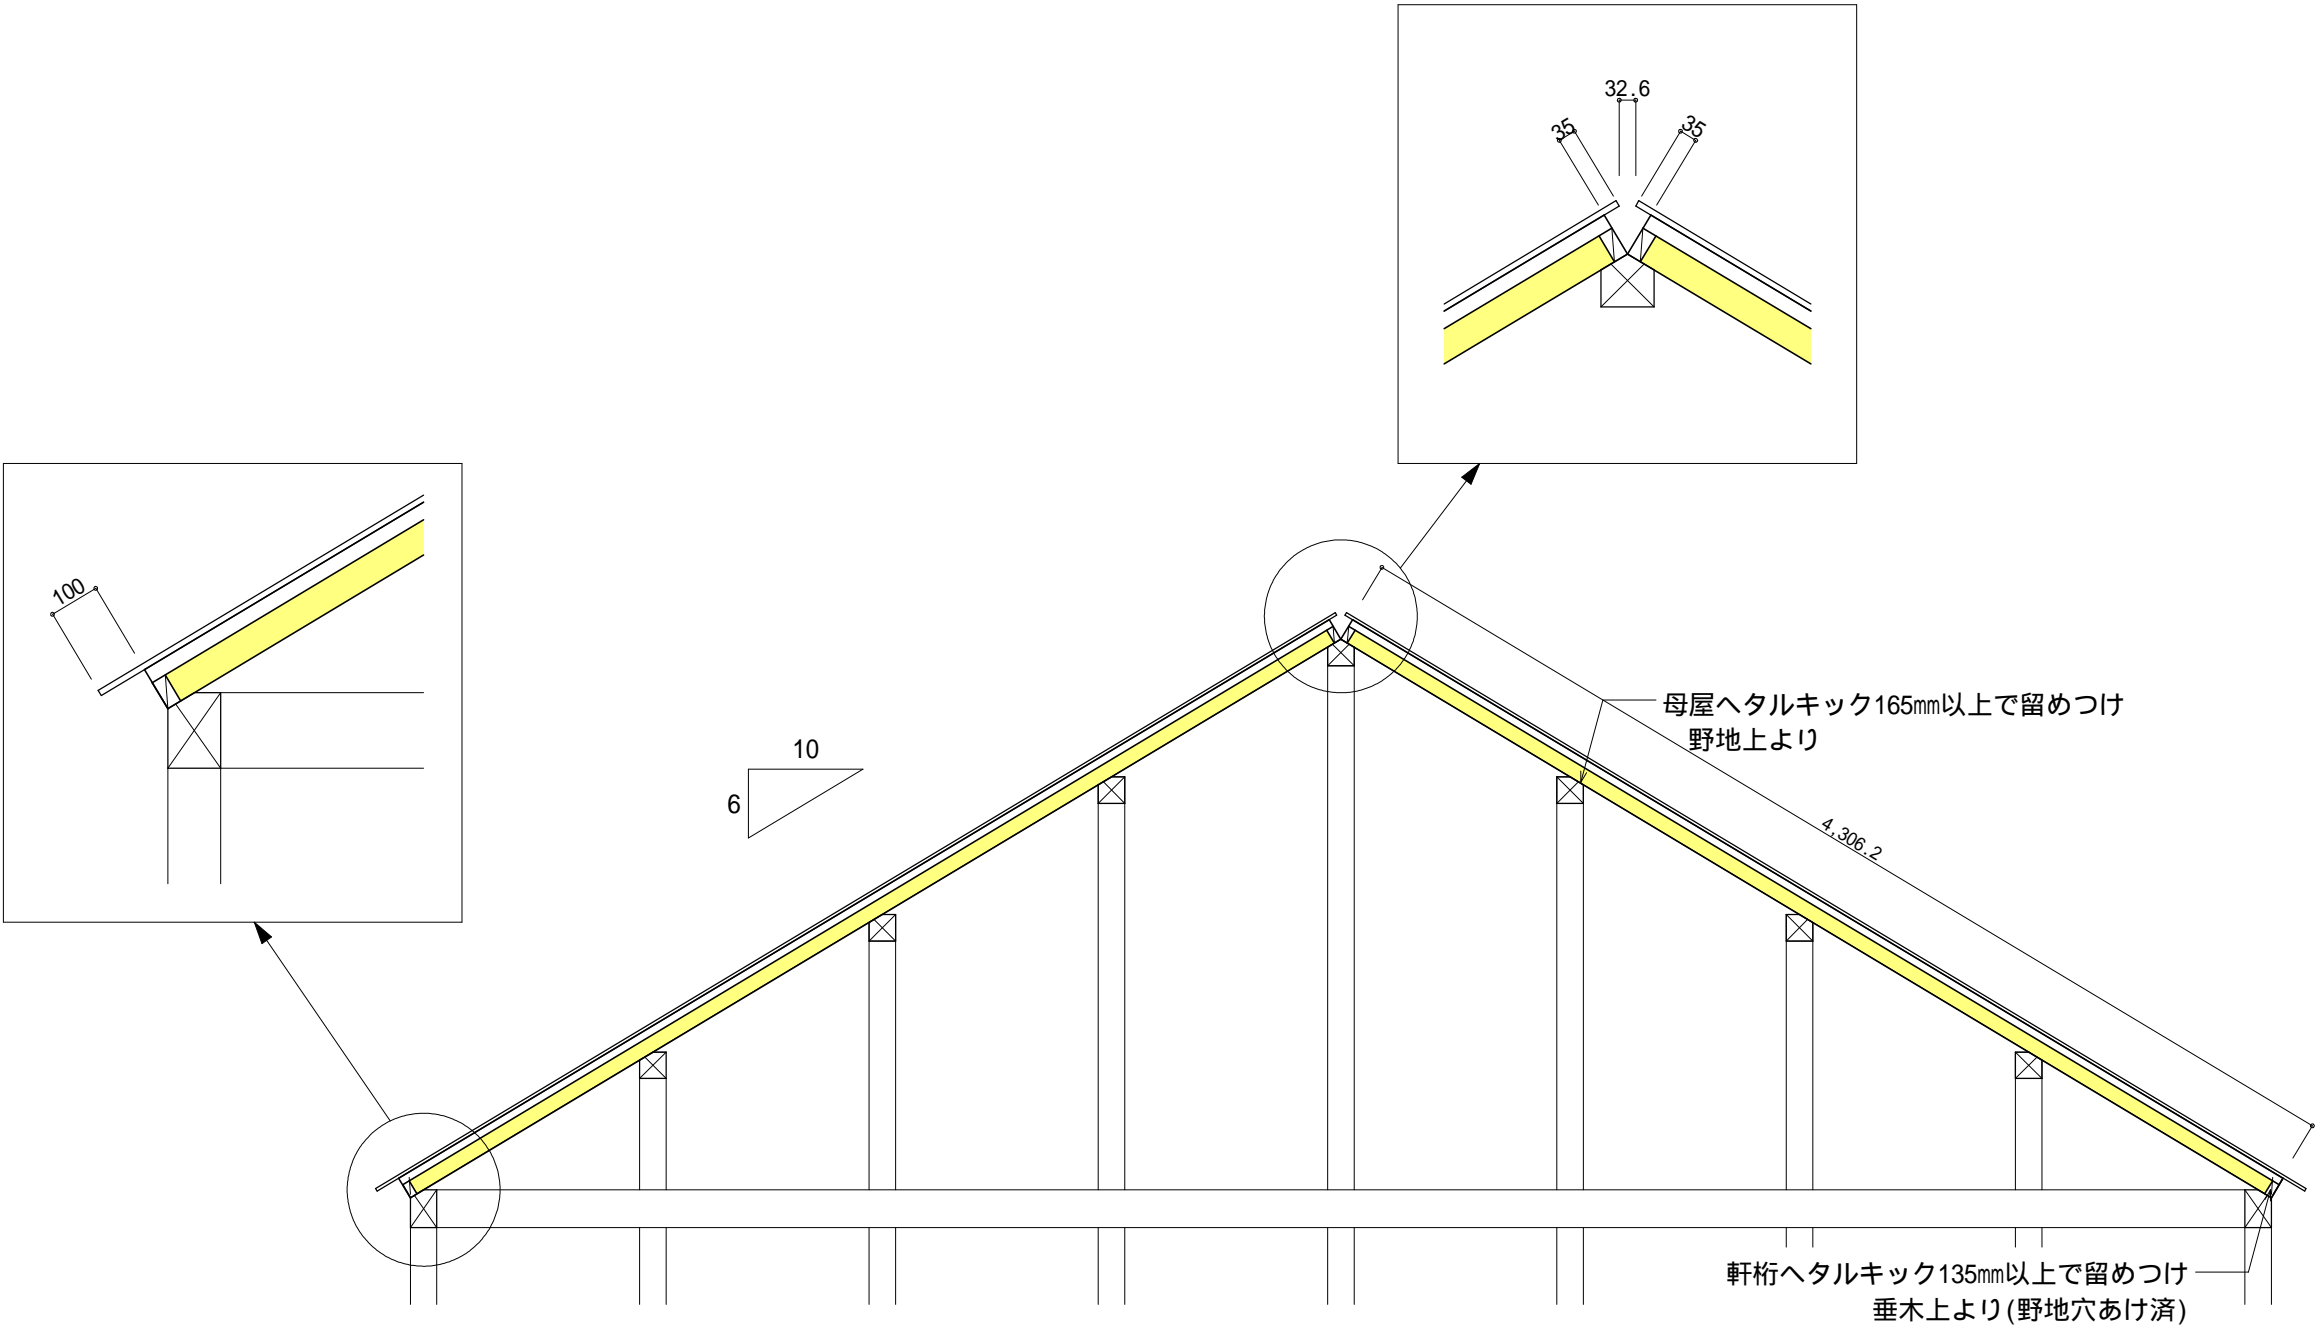 32.6
35
35
100
10
6
母屋へタルキック165㎜以上で留めつけ
野地上より
4,306.2
軒桁へタルキック135㎜以上で留めつけ
垂木上より(野地穴あけ済)